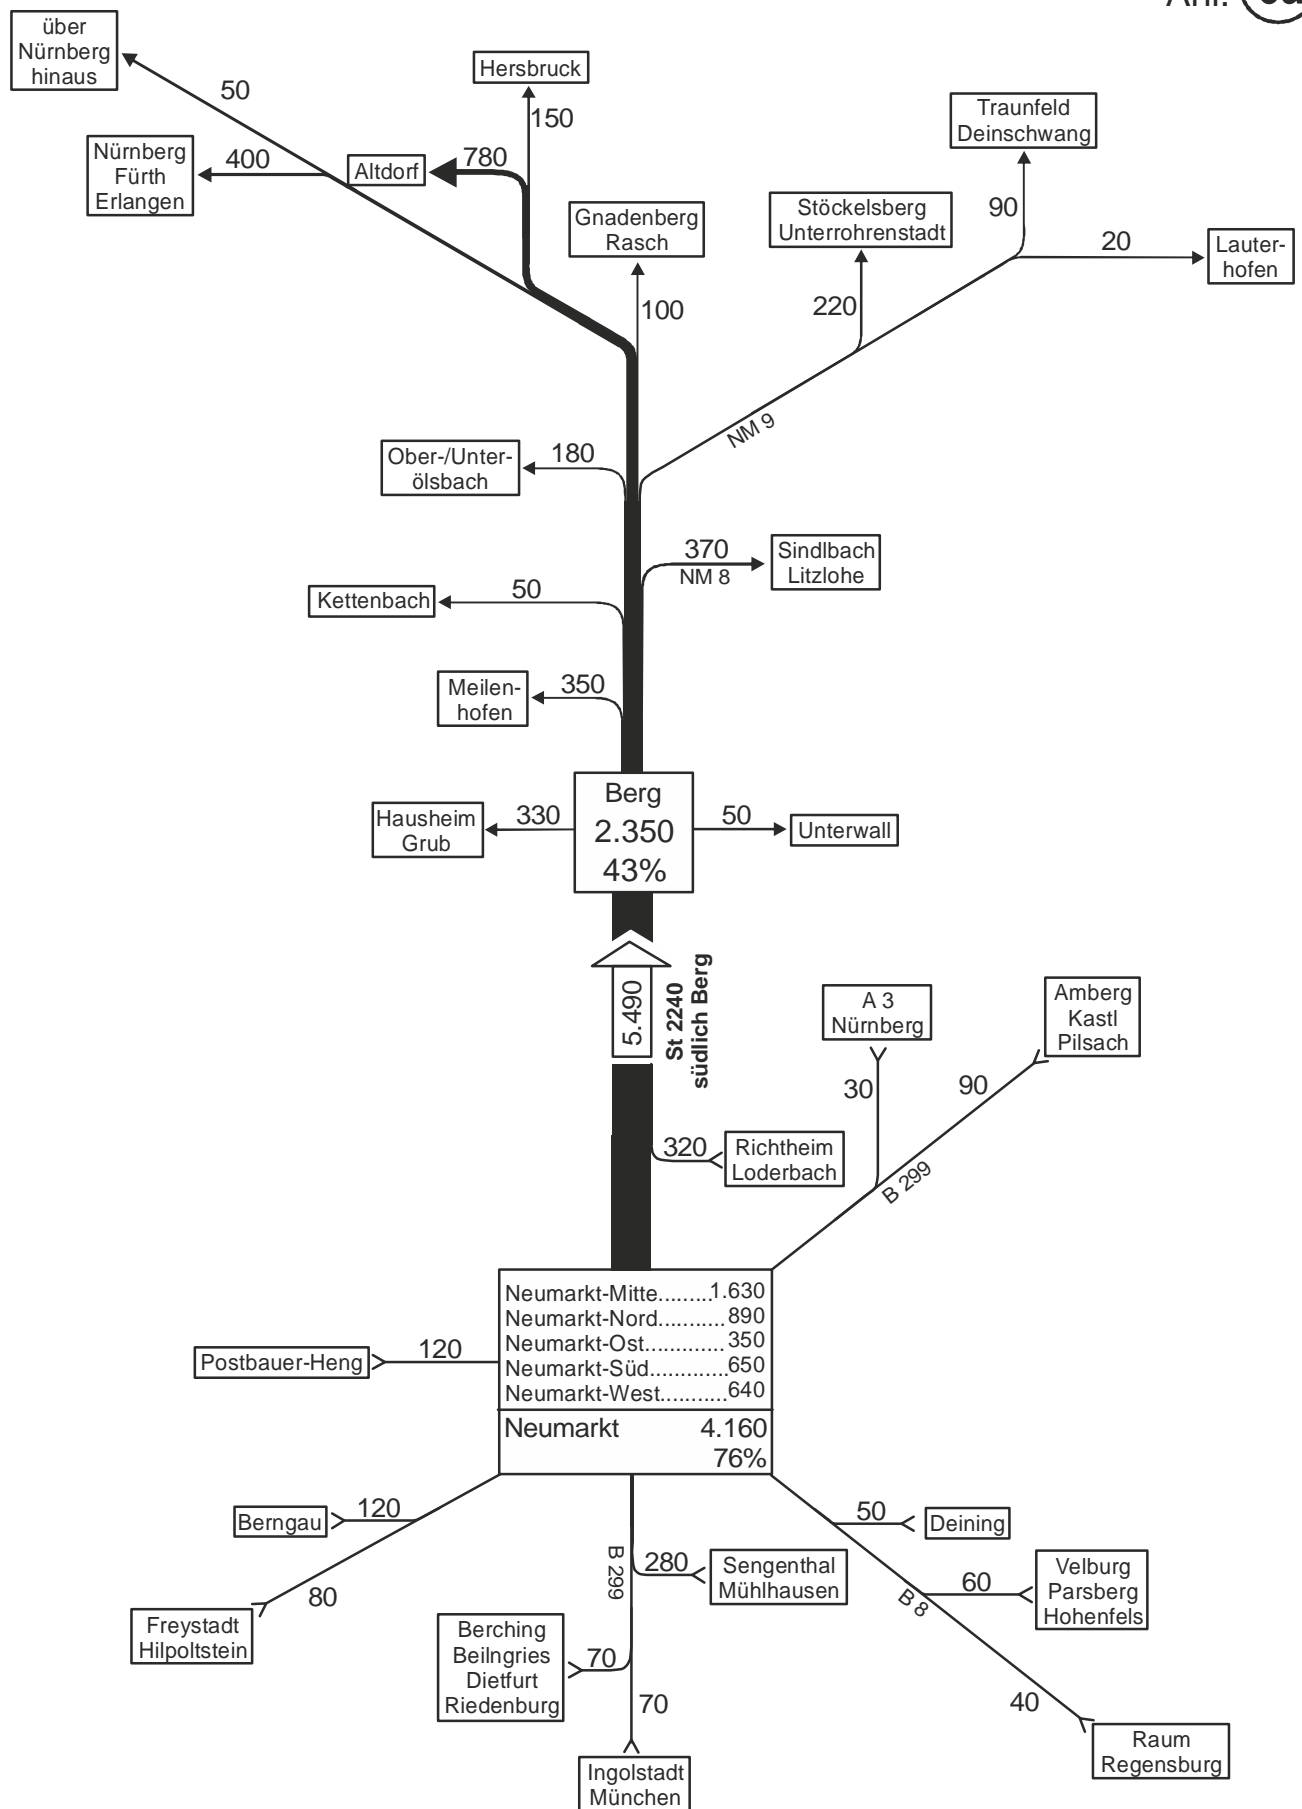 über
Nürnberg
hinaus
50
Hersbruck
150
Traunfeld
Deinschwang
Nürnberg
Fürth
Erlangen
400
Altdorf
780
Gnadenberg
Rasch
100
Stöckelsberg
Unterrohrenstadt
220
90
20
Lauter-
hofen
NM 9
Ober-/Unter-
ölsbach
180
370
NM 8
Sindlbach
Litzlohe
Kettenbach
50
Meilen-
hofen
350
Hausheim
Grub
330
Berg
2.350
43%
50
Unterwall
5.490
St 2240
südlich Berg
A 3
Nürnberg
30
Amberg
Kastl
Pilsach
90
B 299
320
Richtheim
Loderbach
Neumarkt-Mitte.........1.630
Neumarkt-Nord...........890
Neumarkt-Ost............350
Neumarkt-Süd.............650
Neumarkt-West...........640
Neumarkt 4.160
76%
Postbauer-Heng
120
Berngau
120
Freystadt
Hilpoltstein
80
B 299
280
Sengenthal
Mühlhausen
Berching
Beilngries
Dietfurt
Riedenburg
70
70
Ingolstadt
München
50
Deining
60
Velburg
Parsberg
Hohenfels
B 8
40
Raum
Regensburg